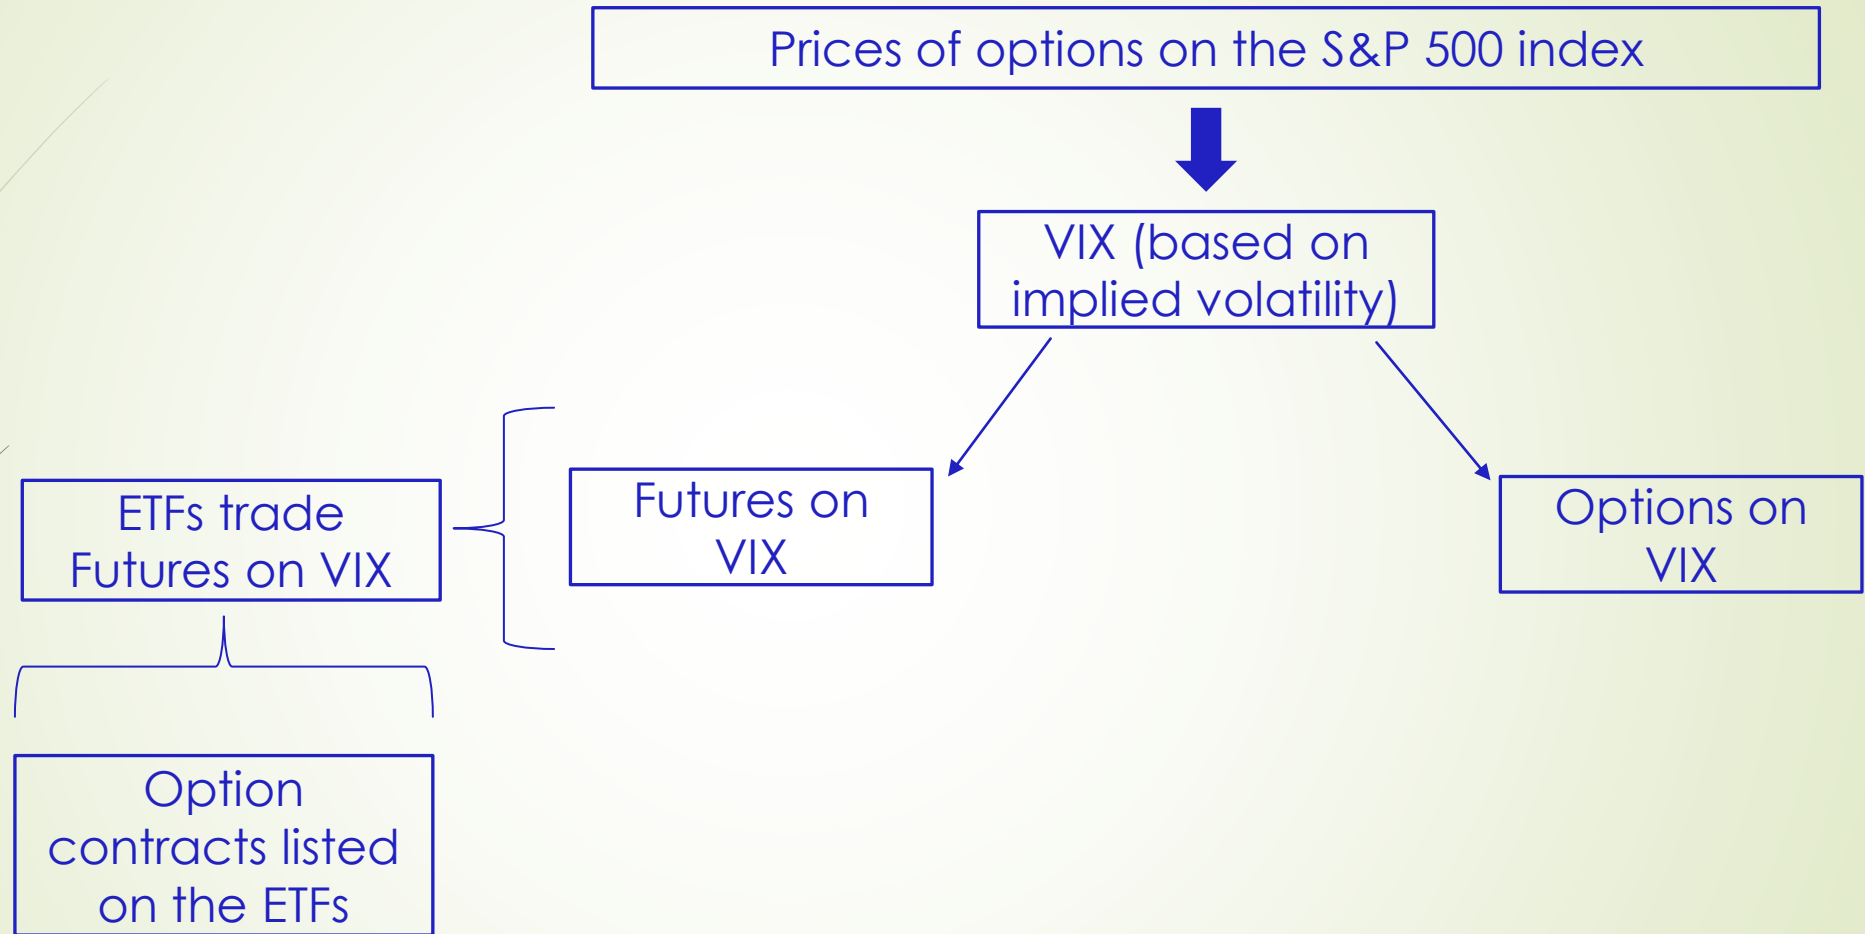 Prices of options on the S&P 500 index
VIX (based on
implied volatility)
ETFs trade
Futures on VIX
Futures on
VIX
Options on
VIX
Option
contracts listed
on the ETFs